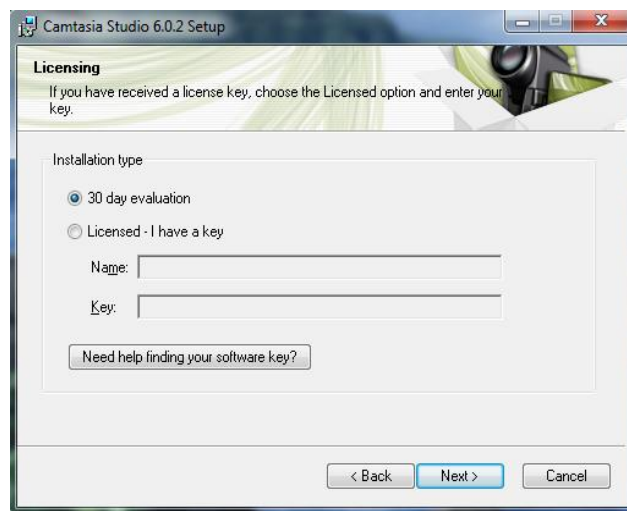 Camtasia Studio 6.0.2 Setup
Licensing
If you have received a license key, choose the Licensed option and enter your
key.
Installation type
30 day evaluation
Licensed - I have a key
Name:
Key:
Need help finding your software key?
< Back Next > Cancel